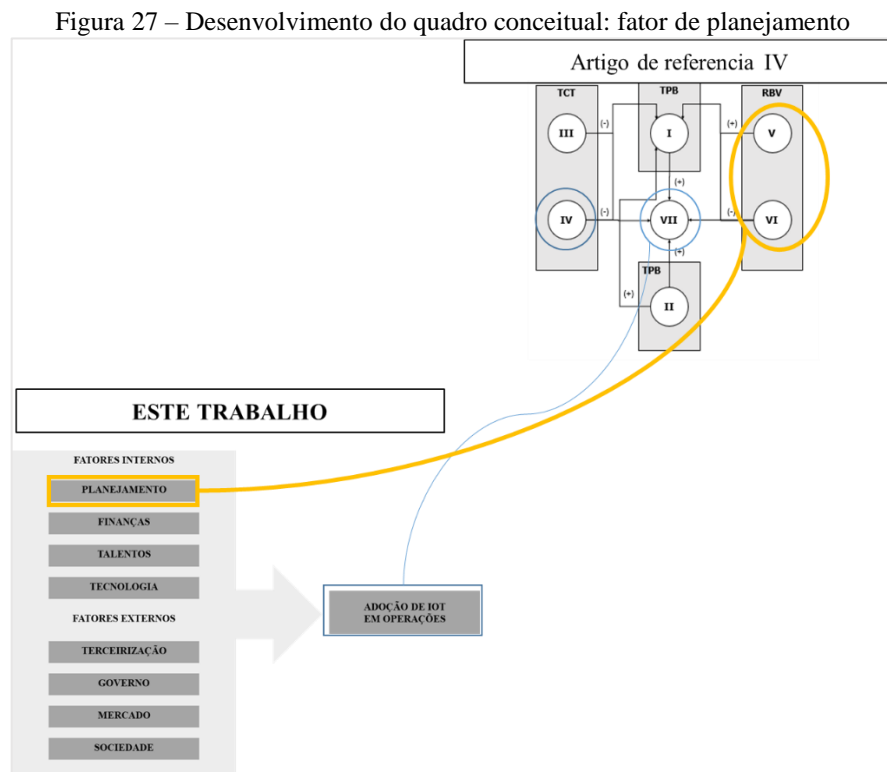 Figura 27 – Desenvolvimento do quadro conceitual: fator de planejamento
Artigo de referencia IV
TCT
TPB
RBV
III
(-)
I
(+)
V
(+)
IV
(-)
VII
(-)
VI
TPB
(+)
(+)
II
ESTE TRABALHO
FATORES INTERNOS
PLANEJAMENTO
FINANÇAS
TALENTOS
TECNOLOGIA
FATORES EXTERNOS
TERCEIRIZAÇÃO
GOVERNO
MERCADO
SOCIEDADE
ADOÇÃO DE IOT
EM OPERAÇÕES